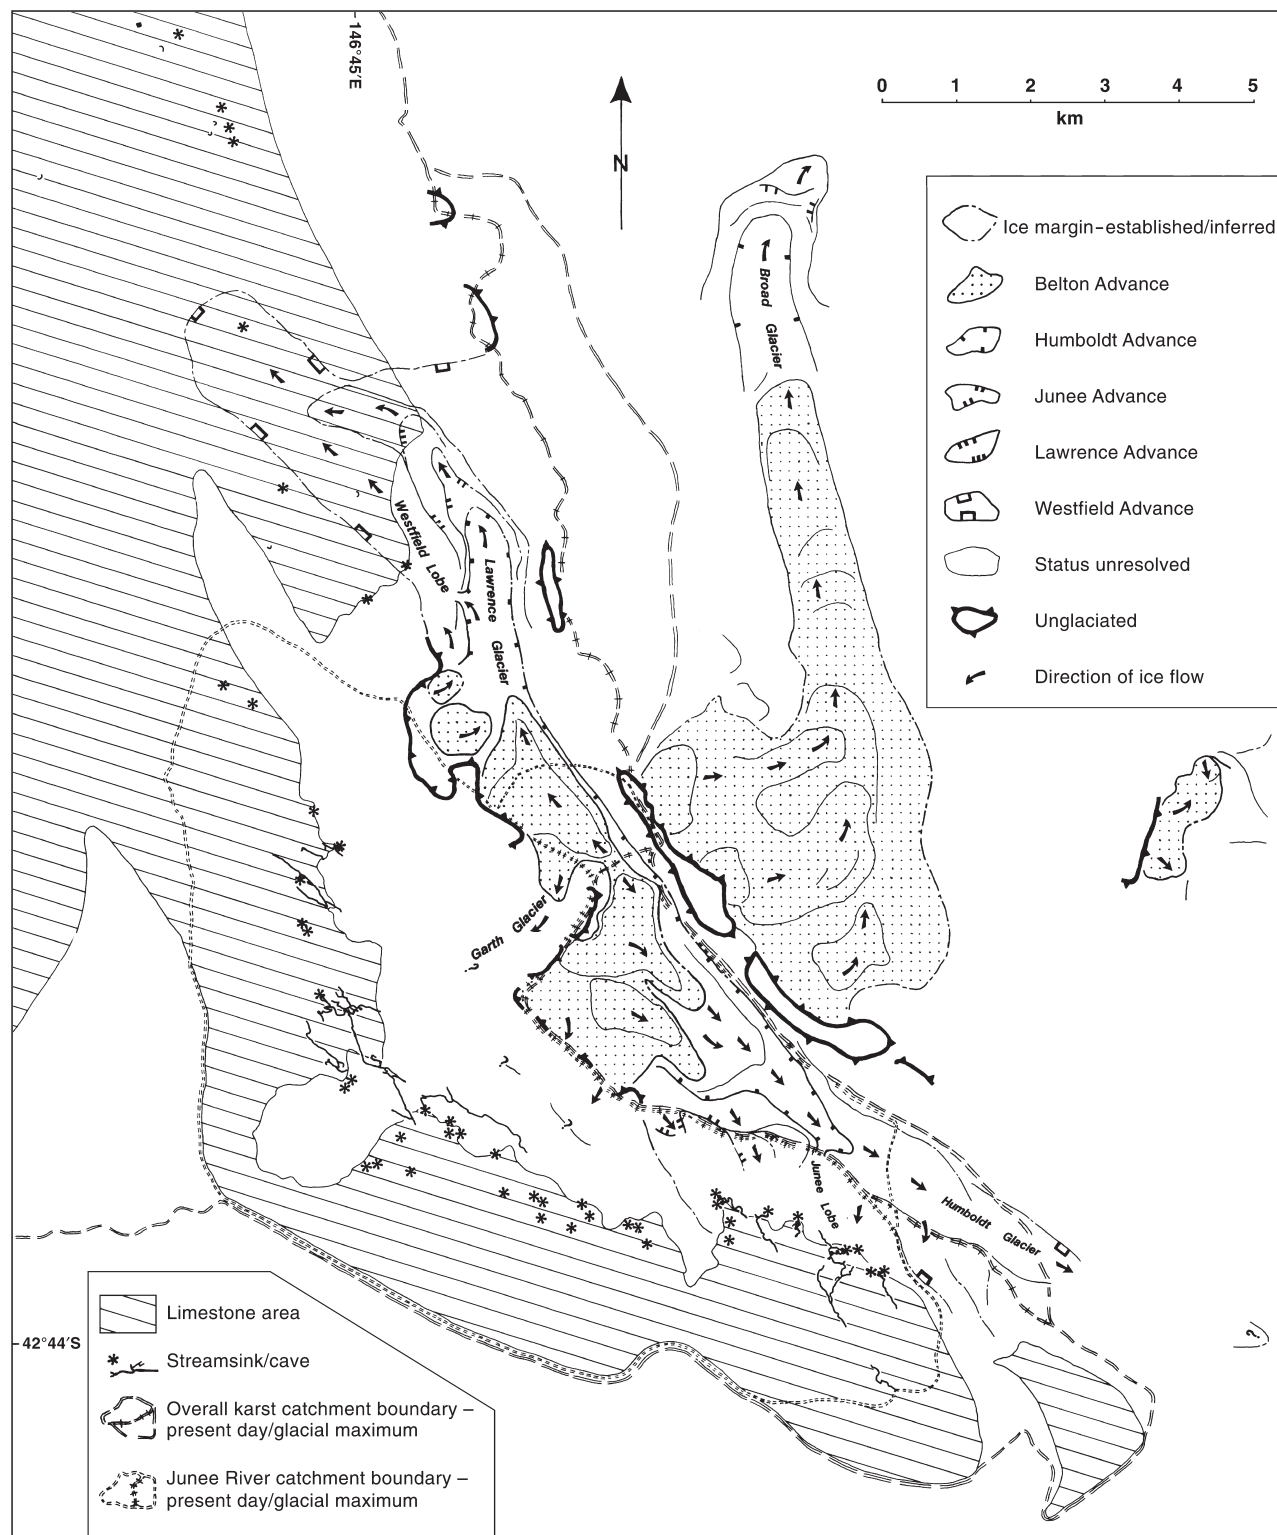 146°45′E
0 1 2 3 4 5
km
N
Ice margin–established/inferred
Belton Advance
Humboldt Advance
Junee Advance
Lawrence Advance
Westfield Advance
Status unresolved
Unglaciated
Direction of ice flow
Broad Glacier
Westfield Lobe
Lawrence Glacier
Garth Glacier
?
?
?
Junee Lobe
Humboldt Glacier
?
42°44′S
Limestone area
Streamsink/cave
Overall karst catchment boundary –
present day/glacial maximum
Junee River catchment boundary –
present day/glacial maximum